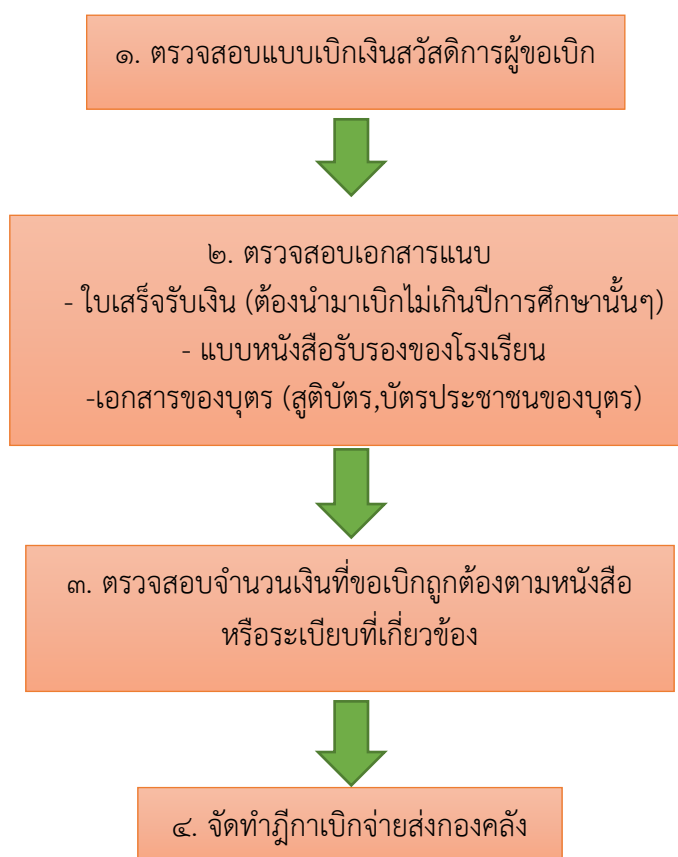 ๑. ตรวจสอบแบบเบิกเงินสวัสดิการผู้ขอเบิก
๒. ตรวจสอบเอกสารแนบ
- ใบเสร็จรับเงิน (ต้องนำมาเบิกไม่เกินปีการศึกษานั้นๆ)
- แบบหนังสือรับรองของโรงเรียน
-เอกสารของบุตร (สูติบัตร,บัตรประชาชนของบุตร)
๓. ตรวจสอบจำนวนเงินที่ขอเบิกถูกต้องตามหนังสือ
หรือระเบียบที่เกี่ยวข้อง
๔. จัดทำฎีกาเบิกจ่ายส่งกองคลัง